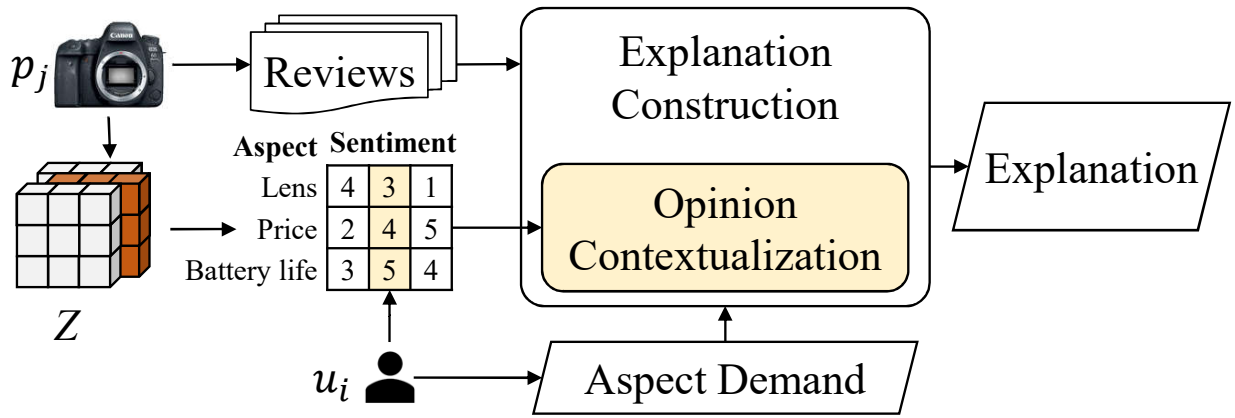 p_j
Canon
Reviews
Explanation
Construction
Aspect Sentiment
Lens 4 3 1
Price 2 4 5
Battery life 3 5 4
Opinion
Contextualization
Explanation
Z
u_i
Aspect Demand